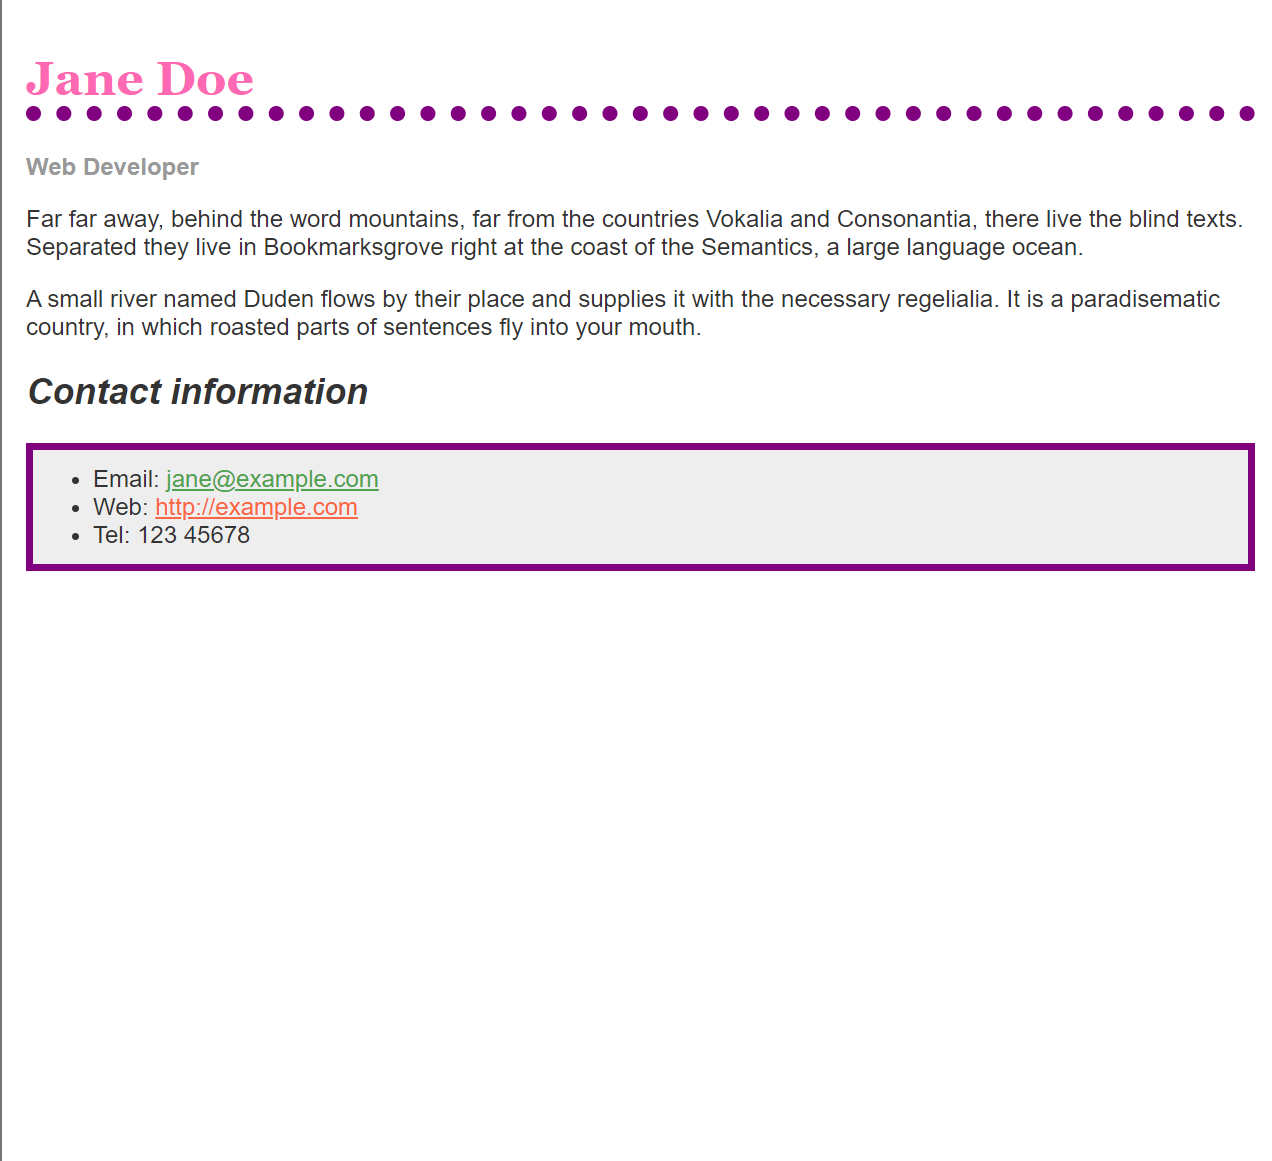 Jane Doe
Web Developer
Far far away, behind the word mountains, far from the countries Vokalia and Consonantia, there live the blind texts.
Separated they live in Bookmarksgrove right at the coast of the Semantics, a large language ocean.
A small river named Duden flows by their place and supplies it with the necessary regelialia. It is a paradisematic
country, in which roasted parts of sentences fly into your mouth.
Contact information
Email: jane@example.com
Web: http://example.com
Tel: 123 45678